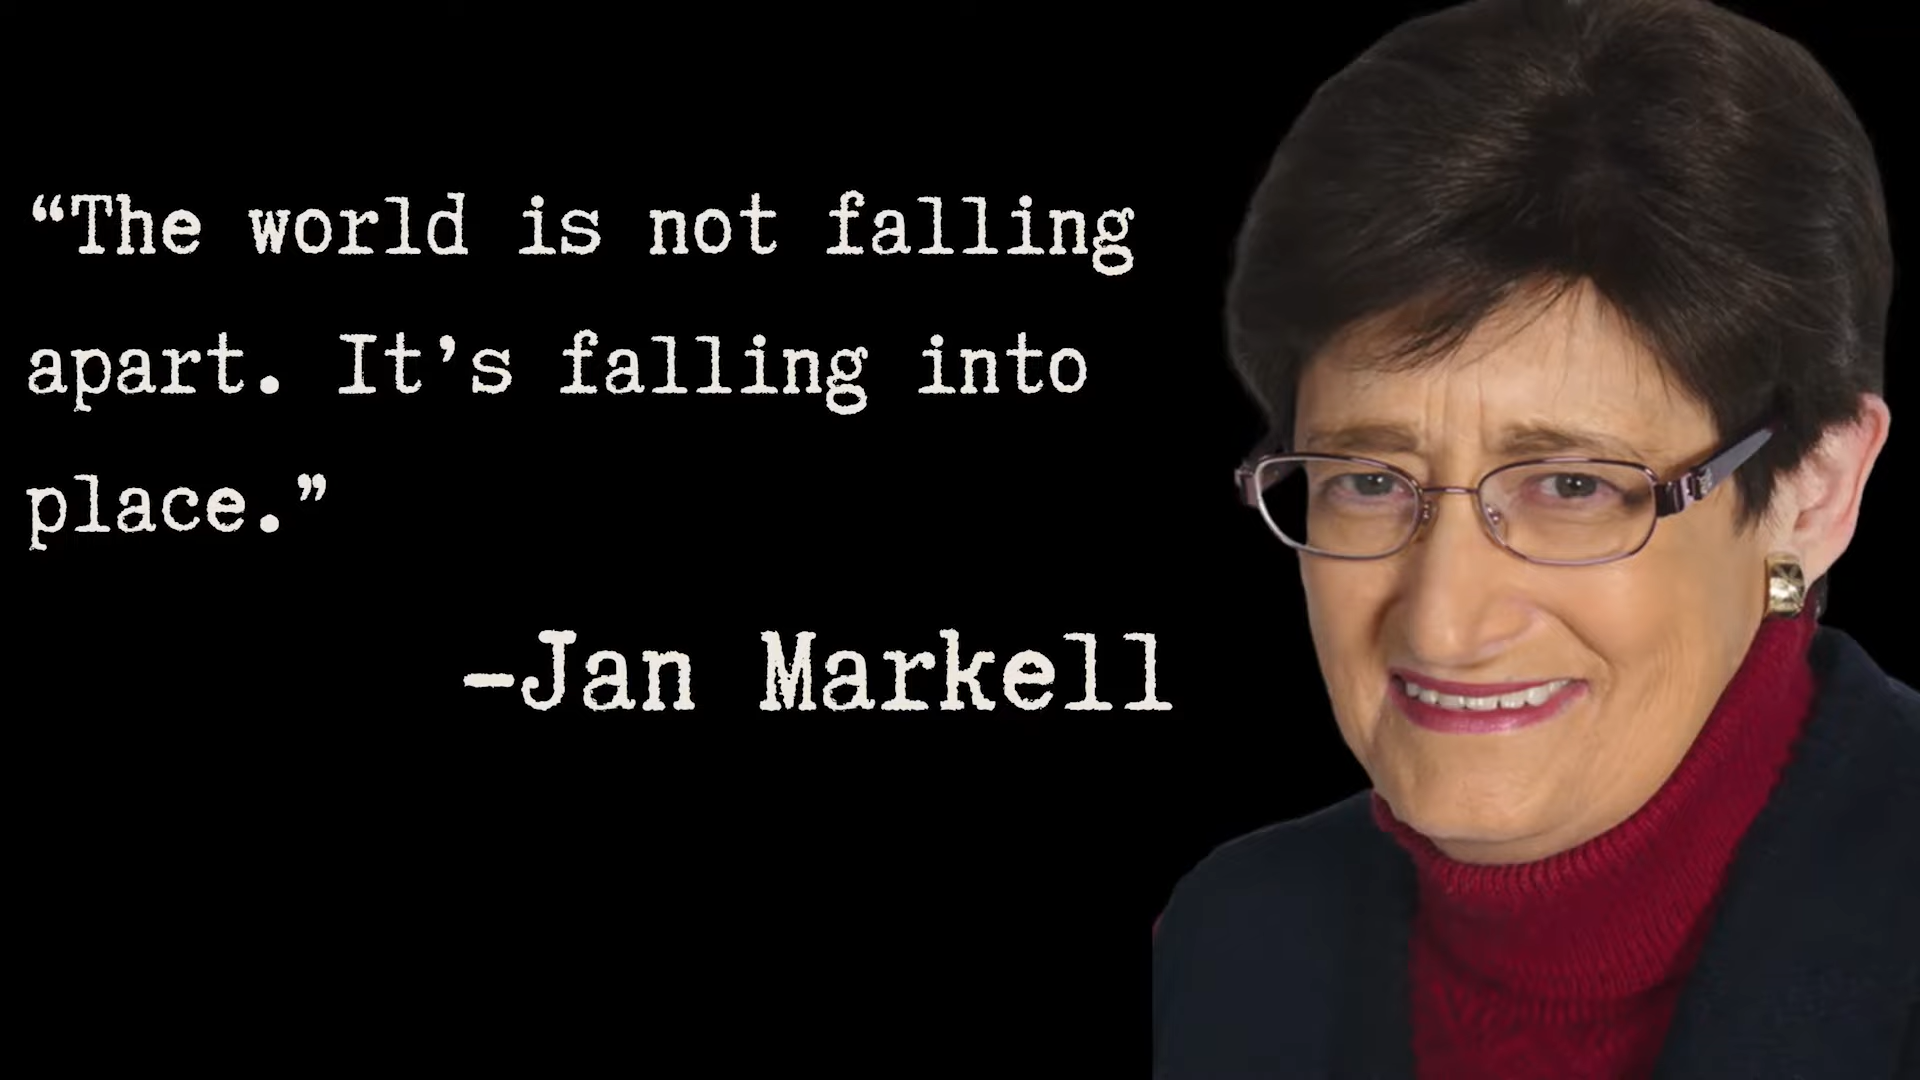 “The world is not falling
apart. It’s falling into
place.”
–Jan Markell